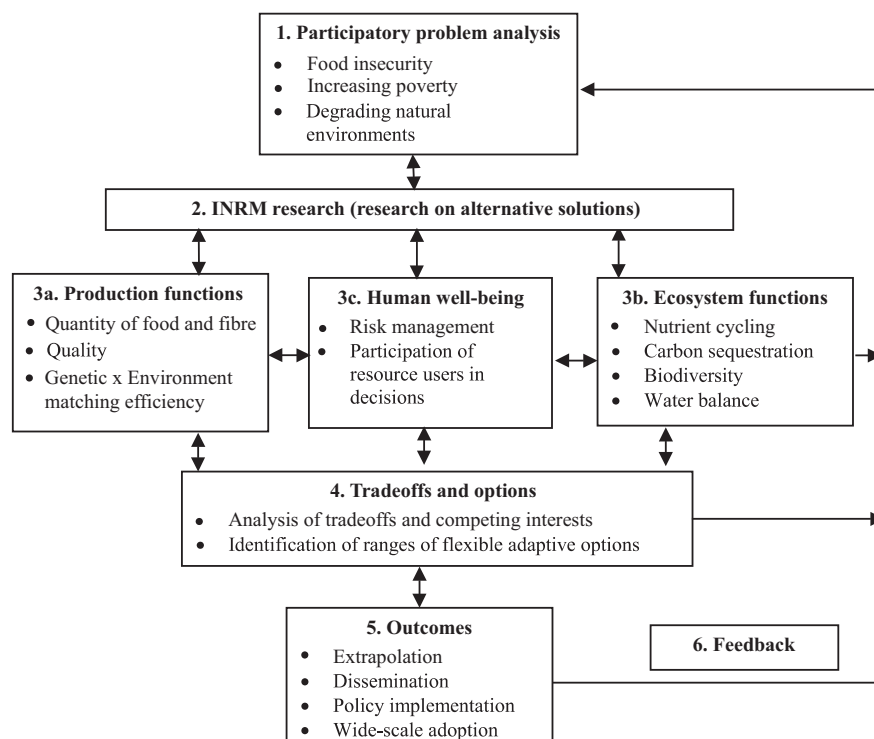 1. Participatory problem analysis
• Food insecurity
• Increasing poverty
• Degrading natural
environments
2. INRM research (research on alternative solutions)
3a. Production functions
• Quantity of food and fibre
• Quality
• Genetic x Environment
matching efficiency
3c. Human well-being
• Risk management
• Participation of
resource users in
decisions
3b. Ecosystem functions
• Nutrient cycling
• Carbon sequestration
• Biodiversity
• Water balance
4. Tradeoffs and options
• Analysis of tradeoffs and competing interests
• Identification of ranges of flexible adaptive options
5. Outcomes
• Extrapolation
• Dissemination
• Policy implementation
• Wide-scale adoption
6. Feedback